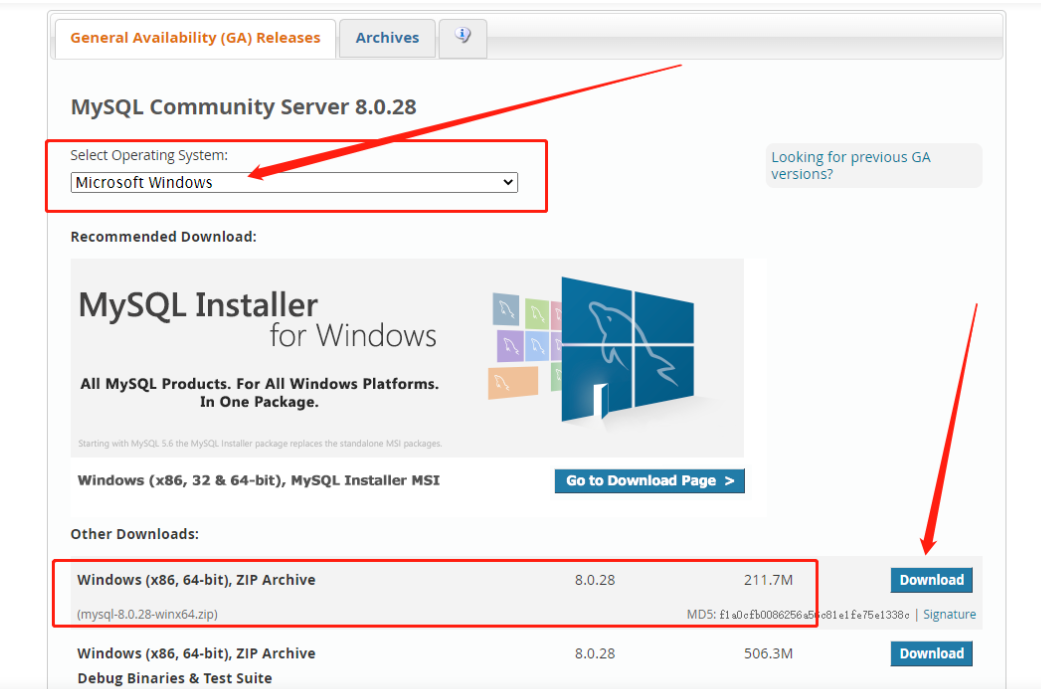 General Availability (GA) Releases
Archives
MySQL Community Server 8.0.28
Select Operating System:
Microsoft Windows
Looking for previous GA
versions?
Recommended Download:
MySQL Installer
for Windows
All MySQL Products. For All Windows Platforms.
In One Package.
Starting with MySQL 5.6 the MySQL Installer package replaces the standalone MSI packages.
Windows (x86, 32 & 64-bit), MySQL Installer MSI
Go to Download Page >
Other Downloads:
Windows (x86, 64-bit), ZIP Archive 8.0.28 211.7M Download
(mysql-8.0.28-winx64.zip) MD5: | Signature
Windows (x86, 64-bit), ZIP Archive 8.0.28 506.3M Download
Debug Binaries & Test Suite